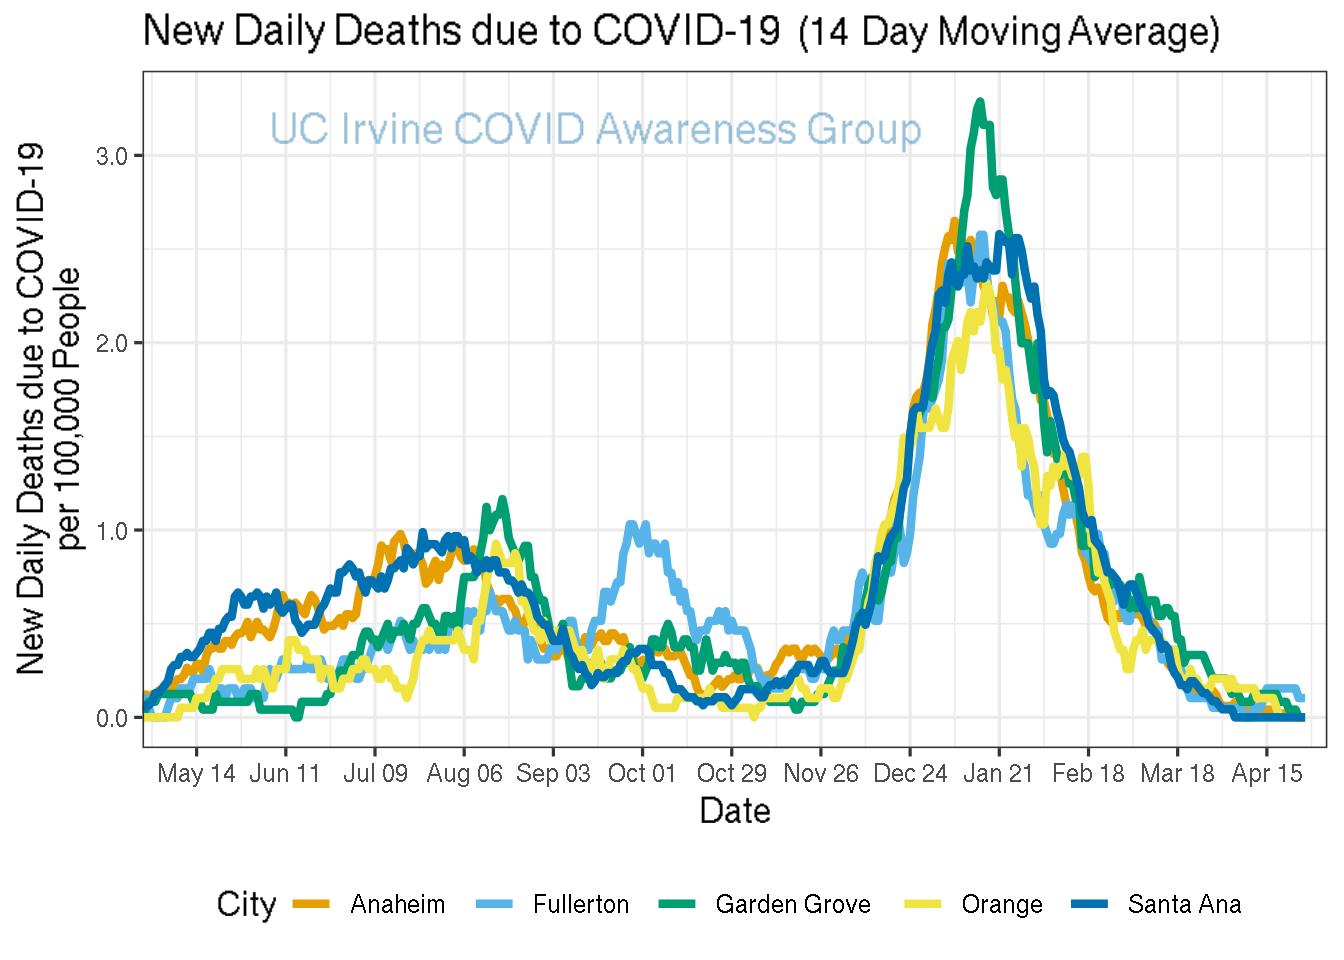 New Daily Deaths due to COVID-19 (14 Day Moving Average)
UC Irvine COVID Awareness Group
New Daily Deaths due to COVID-19
per 100,000 People
3.0
2.0
1.0
0.0
May 14 Jun 11 Jul 09 Aug 06 Sep 03 Oct 01 Oct 29 Nov 26 Dec 24 Jan 21 Feb 18 Mar 18 Apr 15
Date
City Anaheim Fullerton Garden Grove Orange Santa Ana